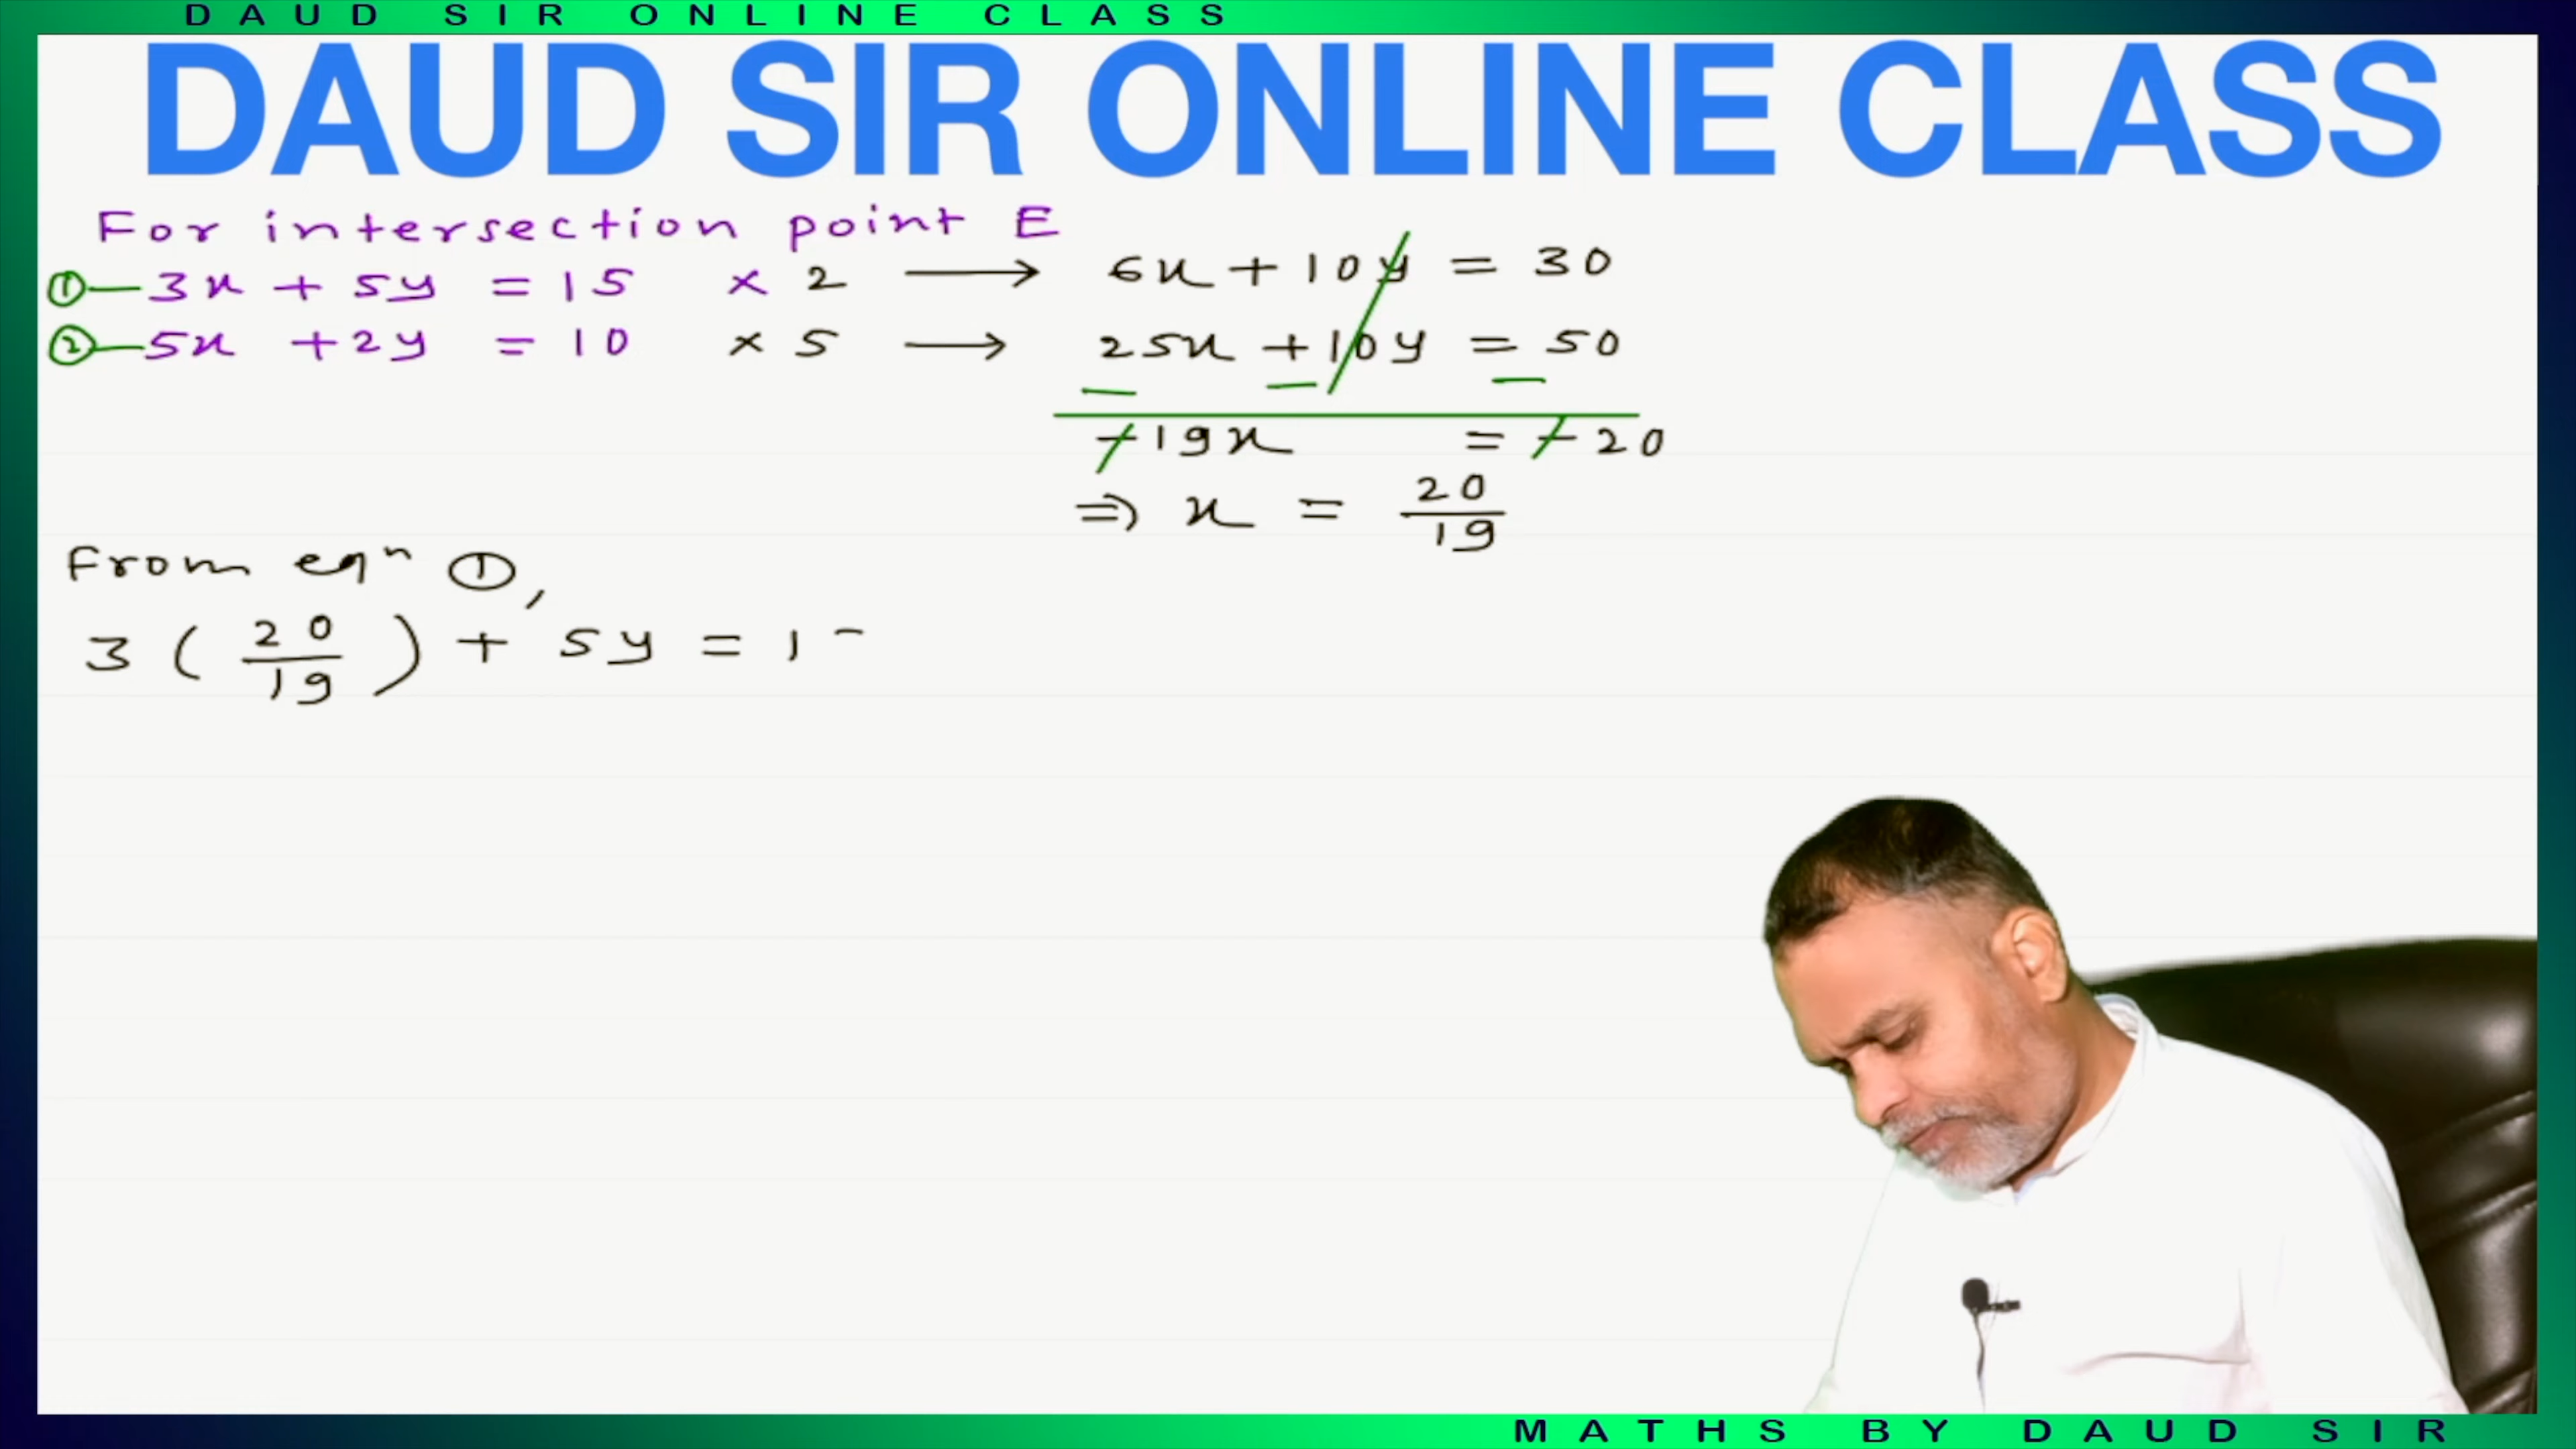 DAUD SIR ONLINE CLASS
DAUD SIR ONLINE CLASS
For intersection point E
① — 3x + 5y = 15 × 2 ⟶ 6x + 10y = 30
② — 5x + 2y = 10 × 5 ⟶ 25x + 10y = 50
— — —
-19x = -20
⇒ x = 20/19
From eqⁿ ①,
3 ( 20/19 ) + 5y = 1
MATHS BY DAUD SIR